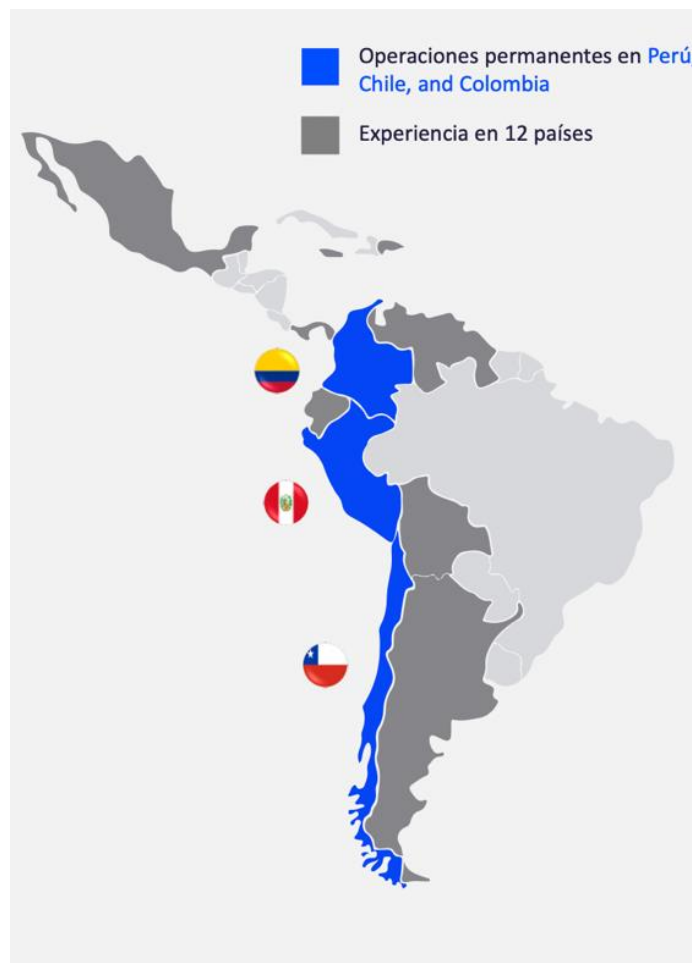 Operaciones permanentes en Perú,
Chile, and Colombia
Experiencia en 12 países